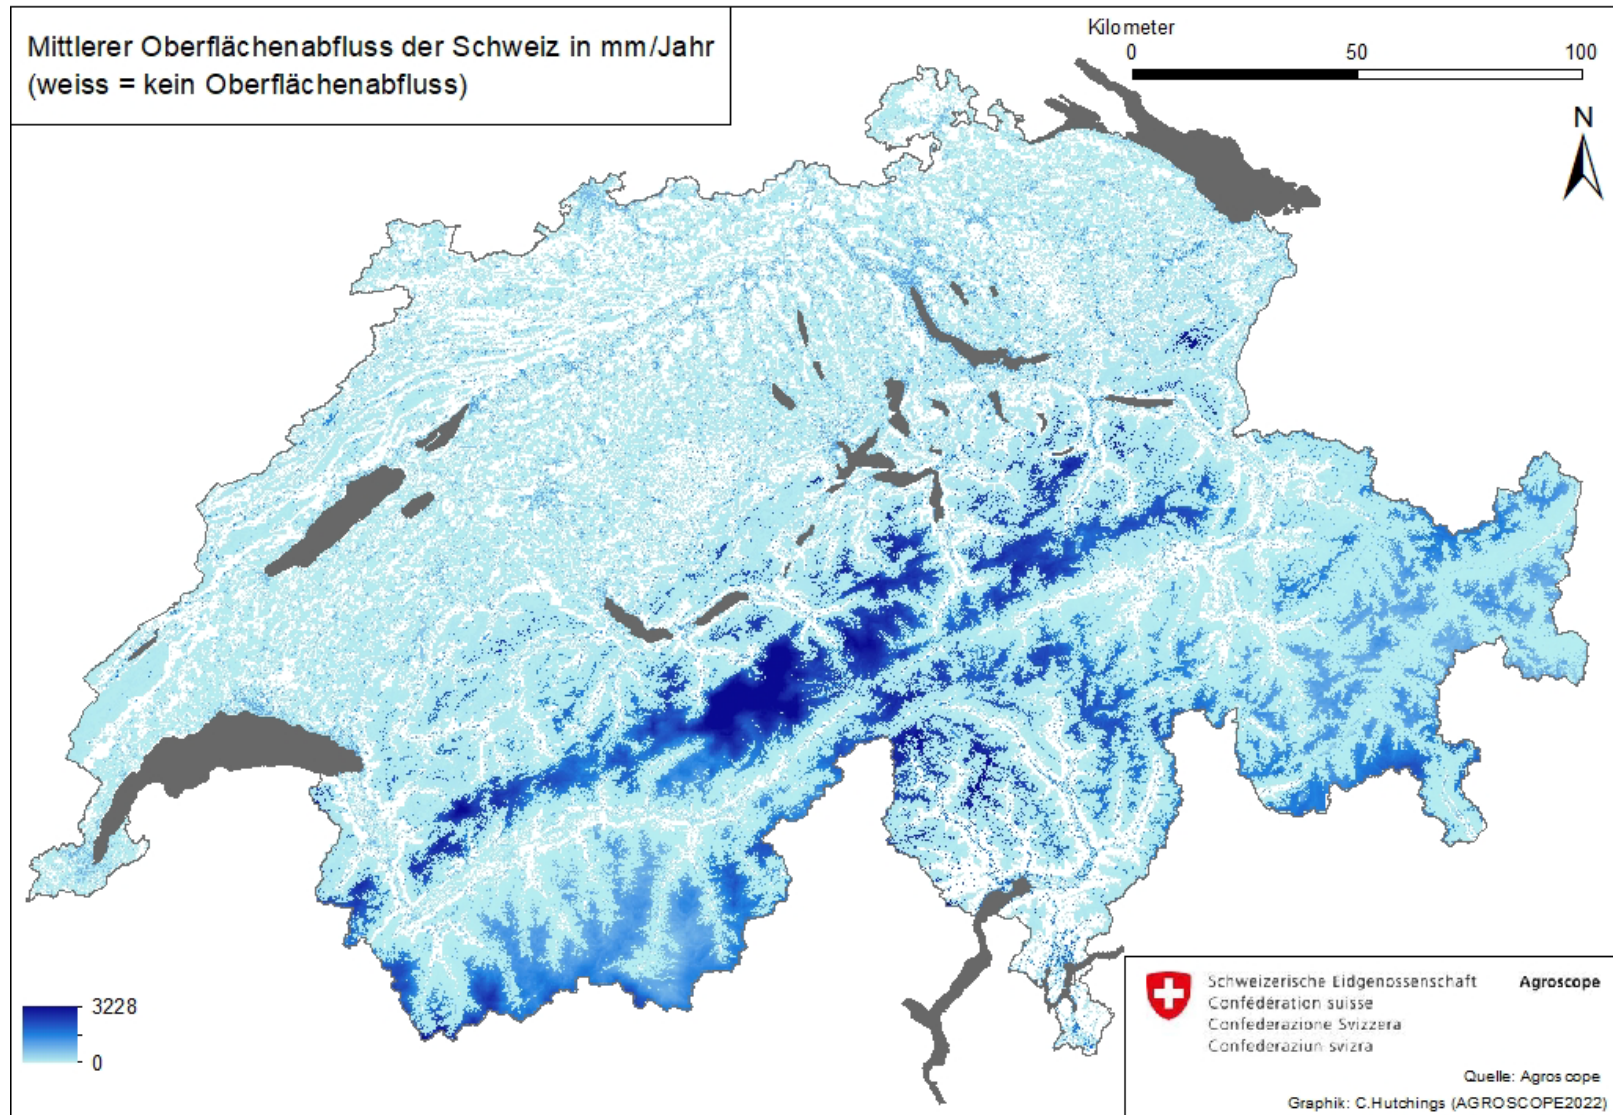 Mittlerer Oberflächenabfluss der Schweiz in mm/Jahr
(weiss = kein Oberflächenabfluss)
Kilometer
0 50 100
N
3228
0
Schweizerische Eidgenossenschaft
Confédération suisse
Confederazione Svizzera
Confederaziun svizra
Agroscope
Quelle: Agroscope
Graphik: C.Hutchings (AGROSCOPE2022)